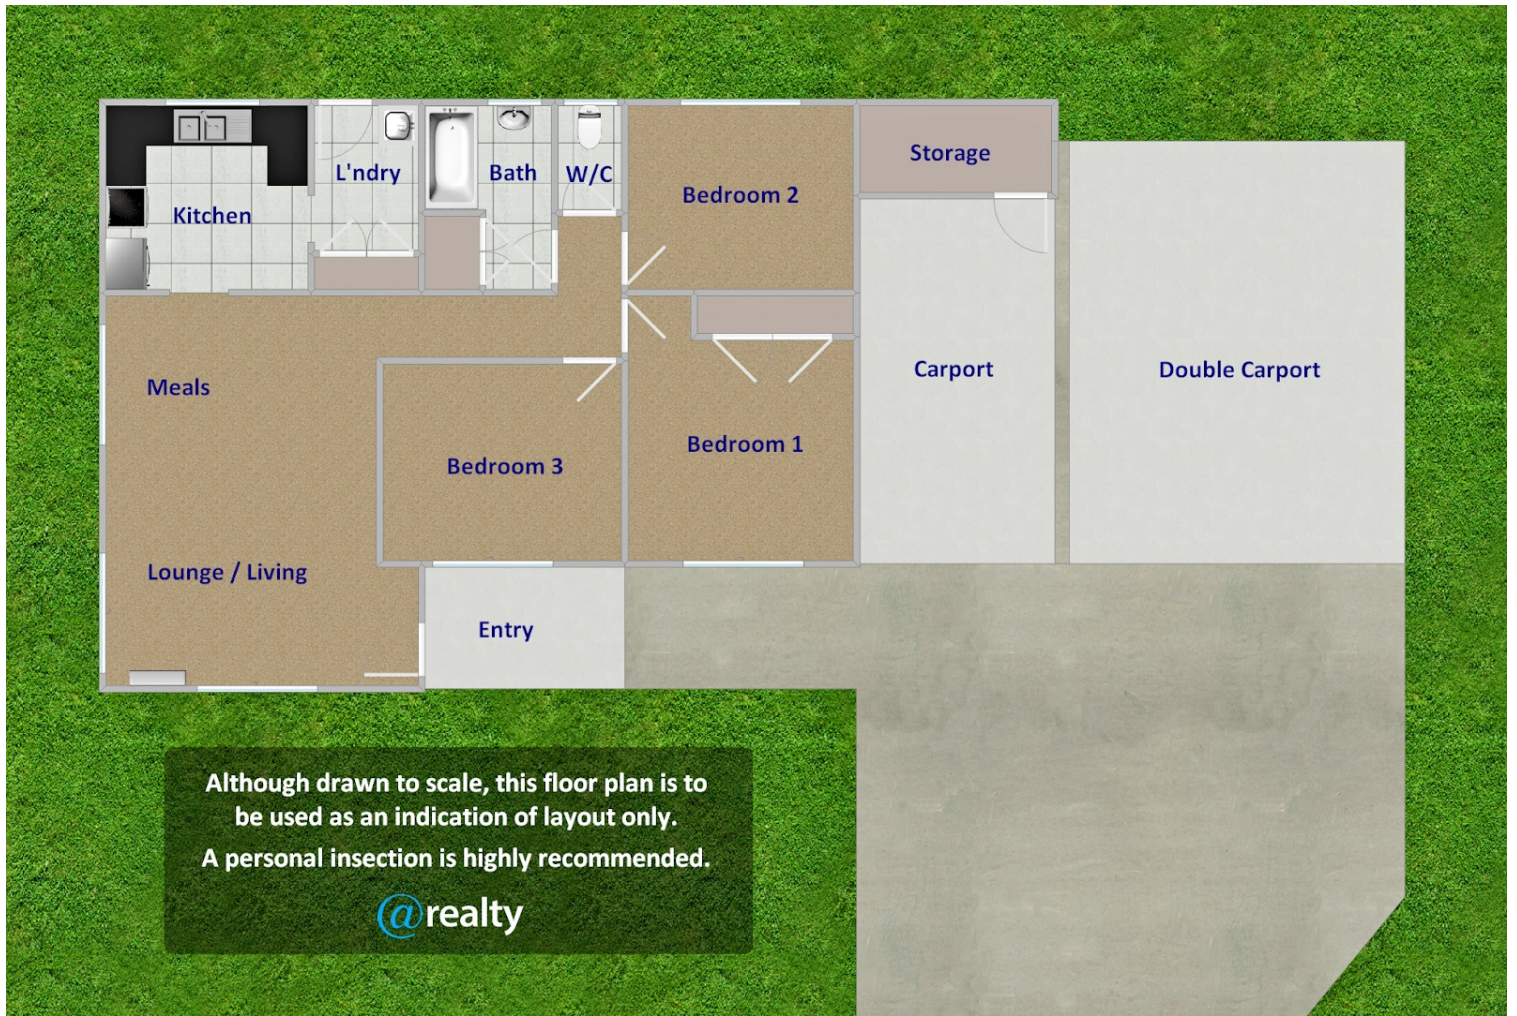 Storage
L'ndry
Bath
W/C
Bedroom 2
Kitchen
Carport
Double Carport
Meals
Bedroom 1
Bedroom 3
Lounge / Living
Entry
Although drawn to scale, this floor plan is to
be used as an indication of layout only.
A personal insection is highly recommended.
@realty